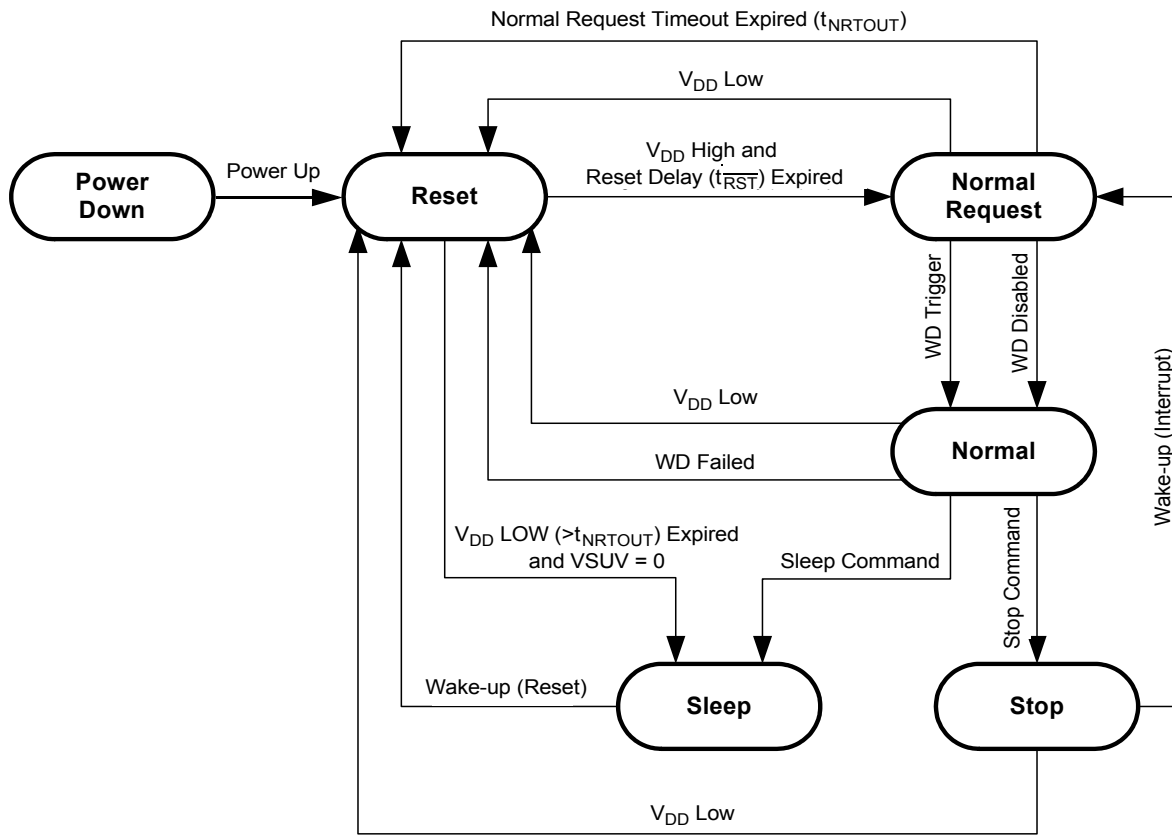 Normal Request Timeout Expired (tNRTOUT)
VDD Low
Power Up
VDD High and
Reset Delay (tRST) Expired
Power
Down
Reset
Normal
Request
WD Trigger
WD Disabled
Wake-up (Interrupt)
VDD Low
Normal
WD Failed
VDD LOW (>tNRTOUT) Expired
and VSUV = 0
Sleep Command
Stop Command
Wake-up (Reset)
Sleep
Stop
VDD Low